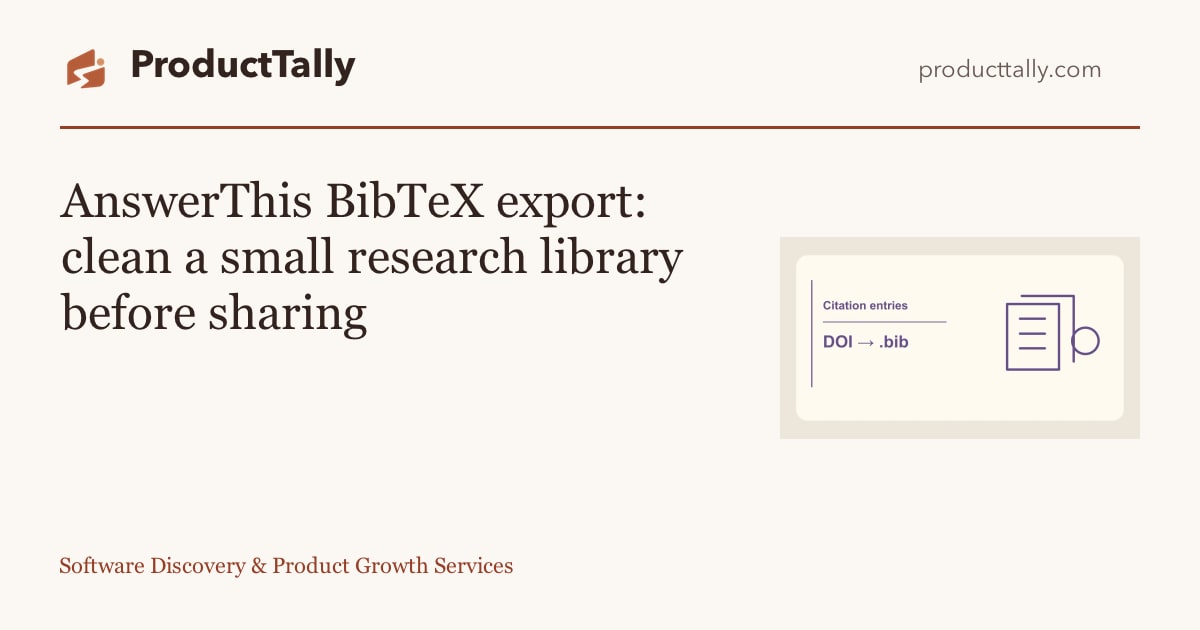 ProductTally
producttally.com
AnswerThis BibTeX export:
clean a small research library
before sharing
Citation entries
DOI → .bib
Software Discovery & Product Growth Services